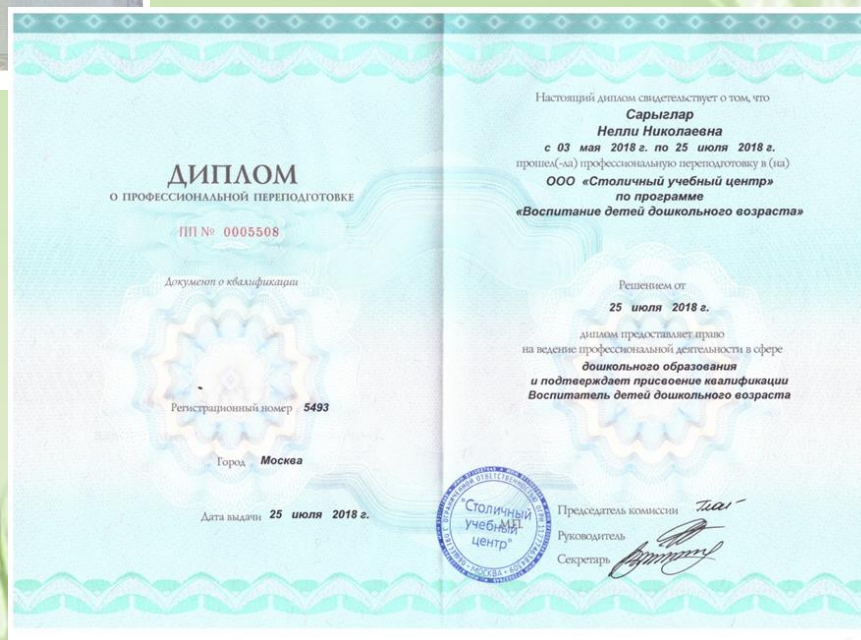 ДИПЛОМ
О ПРОФЕССИОНАЛЬНОЙ ПЕРЕПОДГОТОВКЕ
ПП № 0005508
Документ о квалификации
Регистрационный номер 5493
Город Москва
Дата выдачи 25 июля 2018 г.
Настоящий диплом свидетельствует о том, что
Сарыглар
Нелли Николаевна
с 03 мая 2018 г. по 25 июля 2018 г.
прошел(-ла) профессиональную переподготовку в (на)
ООО «Столичный учебный центр»
по программе
«Воспитание детей дошкольного возраста»
Решением от
25 июля 2018 г.
диплом предоставляет право
на ведение профессиональной деятельности в сфере
дошкольного образования
и подтверждает присвоение квалификации
Воспитатель детей дошкольного возраста
Председатель комиссии
Руководитель
Секретарь
М.П.
"Столичный
учебный
центр"
МОСКВА